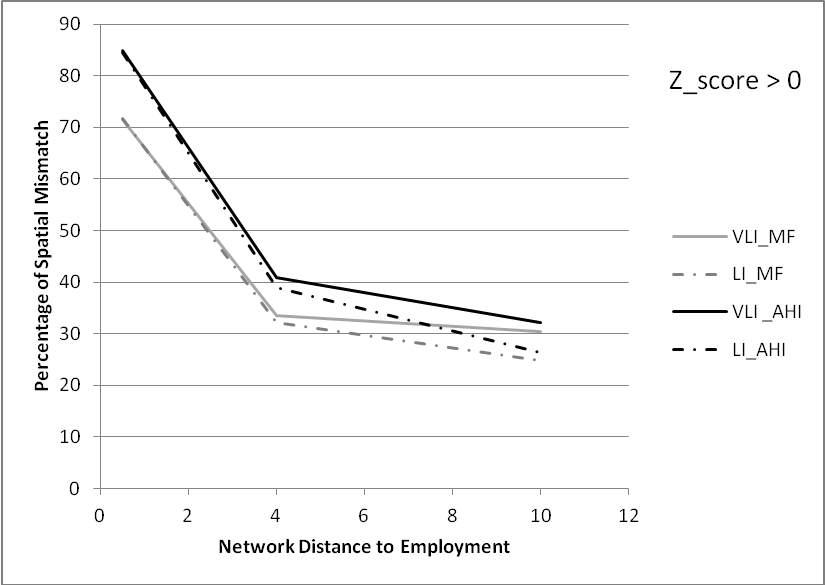 90
80
70
60
50
40
30
20
10
0
0 2 4 6 8 10 12
Percentage of Spatial Mismatch
Network Distance to Employment
Z_score > 0
VLI_MF
LI_MF
VLI _AHI
LI_AHI